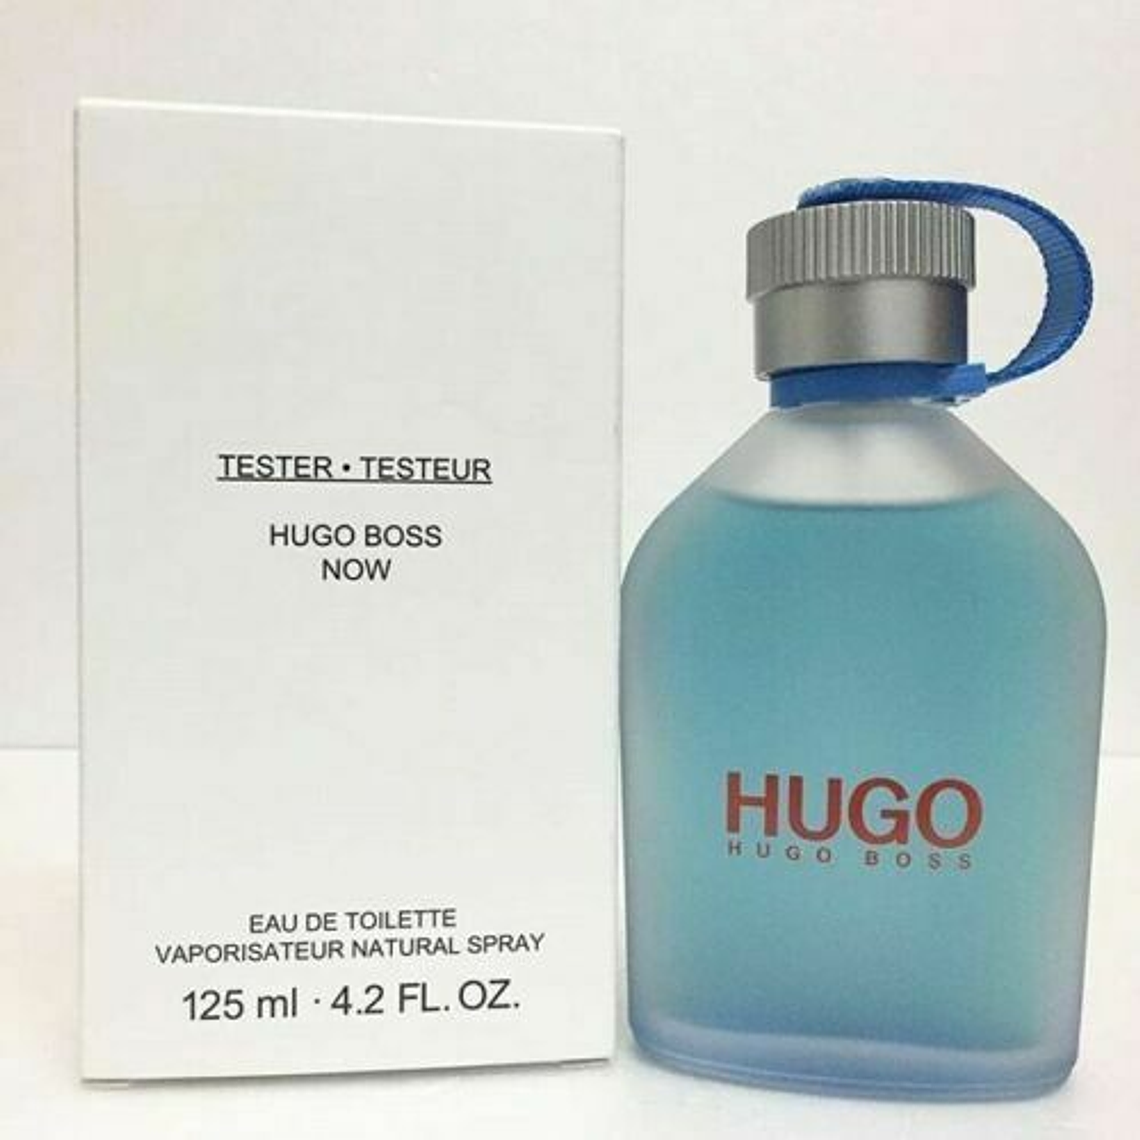 TESTER • TESTEUR
HUGO BOSS
NOW
EAU DE TOILETTE
VAPORISATEUR NATURAL SPRAY
125 ml · 4.2 FL. OZ.
HUGO
HUGO BOSS